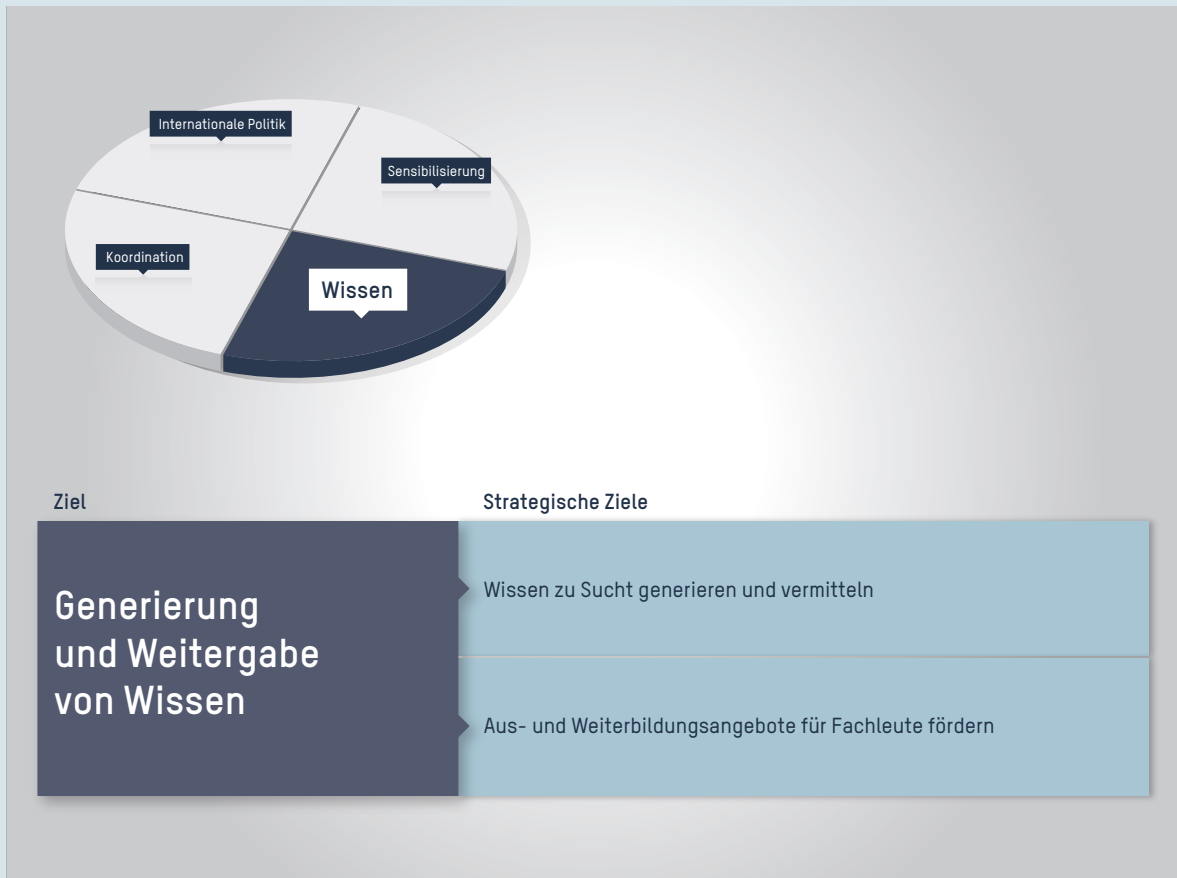 Internationale Politik
Sensibilisierung
Koordination
Wissen
Ziel
Strategische Ziele
Generierung
und Weitergabe
von Wissen
Wissen zu Sucht generieren und vermitteln
Aus- und Weiterbildungsangebote für Fachleute fördern